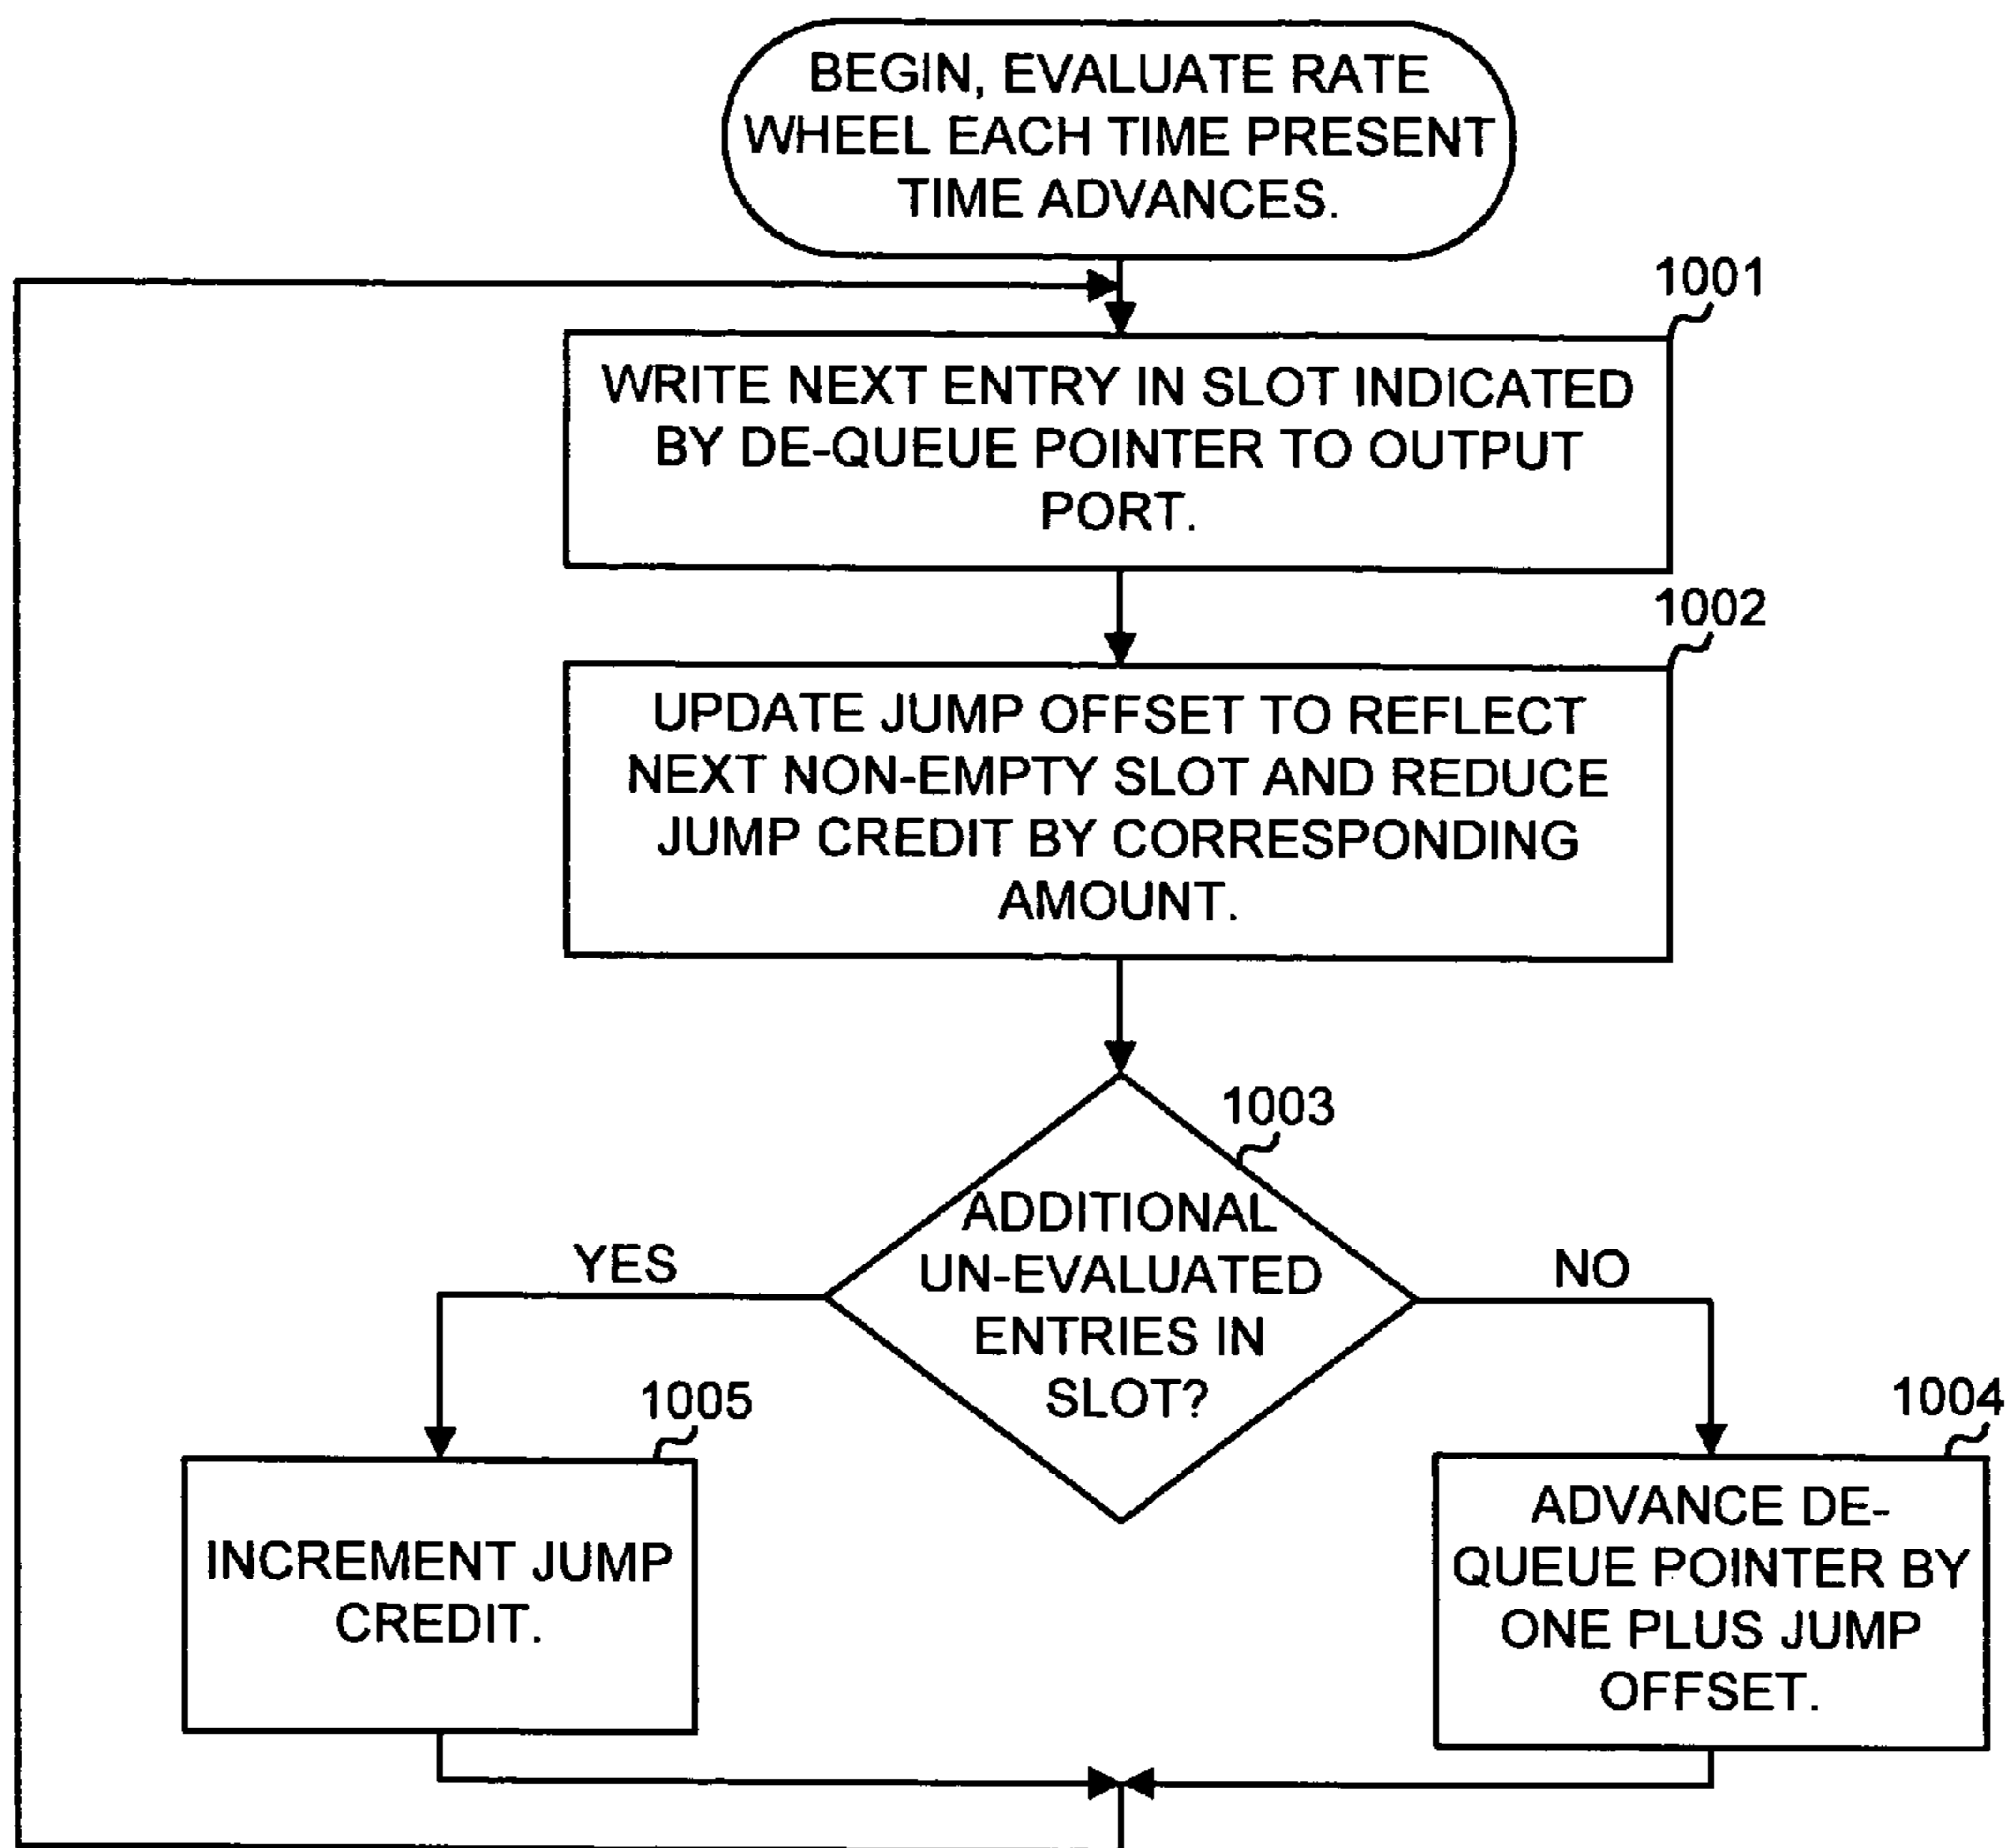 BEGIN, EVALUATE RATE
WHEEL EACH TIME PRESENT
TIME ADVANCES.
1001
WRITE NEXT ENTRY IN SLOT INDICATED
BY DE-QUEUE POINTER TO OUTPUT
PORT.
1002
UPDATE JUMP OFFSET TO REFLECT
NEXT NON-EMPTY SLOT AND REDUCE
JUMP CREDIT BY CORRESPONDING
AMOUNT.
1003
ADDITIONAL
UN-EVALUATED
ENTRIES IN
SLOT?
YES
NO
1005
INCREMENT JUMP
CREDIT.
1004
ADVANCE DE-
QUEUE POINTER BY
ONE PLUS JUMP
OFFSET.